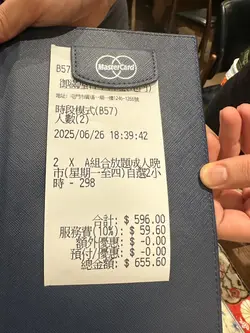 MasterCard
B57
時段模式(B57)
人數(2)
2025/06/26 18:39:42
2 X A組合放題成人晚
市(星期一至四)自選2小
時 - 298
合計: $ 596.00
服務費(10%): $ 59.60
額外優惠: $ -0.00
預付/優惠: $ -0.00
總金額: $ 655.60